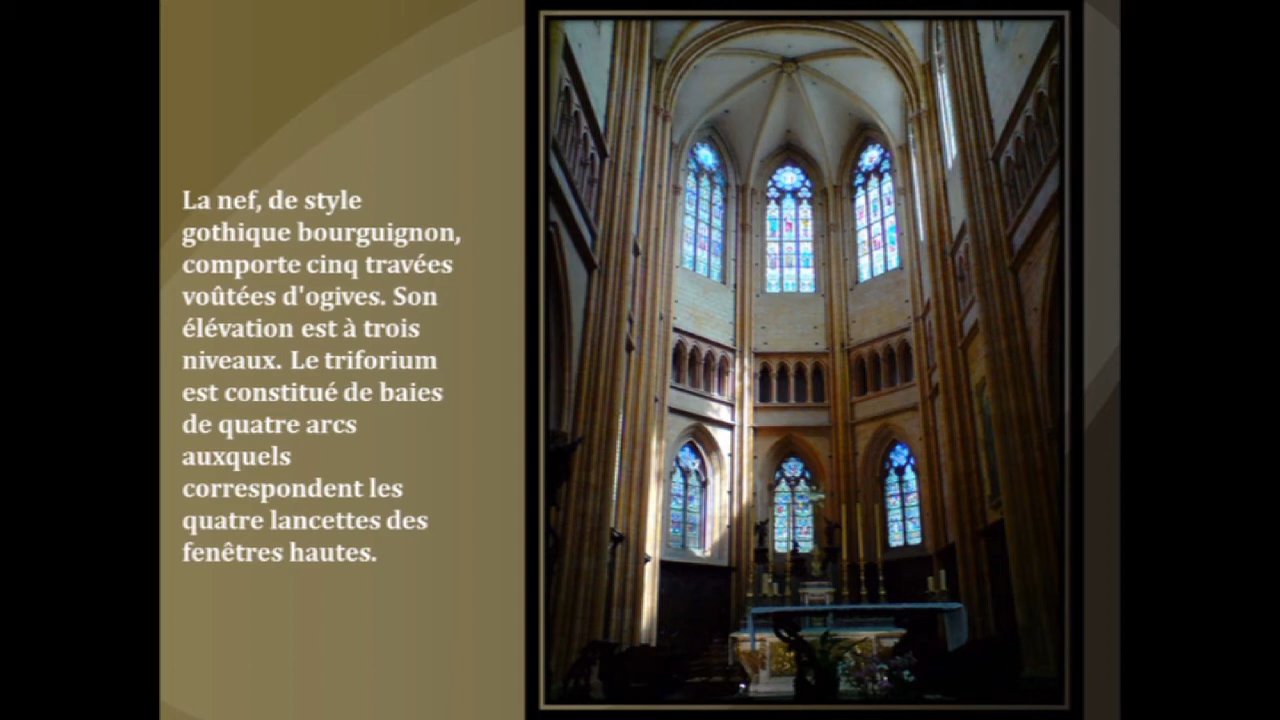 La nef, de style
gothique bourguignon,
comporte cinq travées
voûtées d'ogives. Son
élévation est à trois
niveaux. Le triforium
est constitué de baies
de quatre arcs
auxquels
correspondent les
quatre lancettes des
fenêtres hautes.